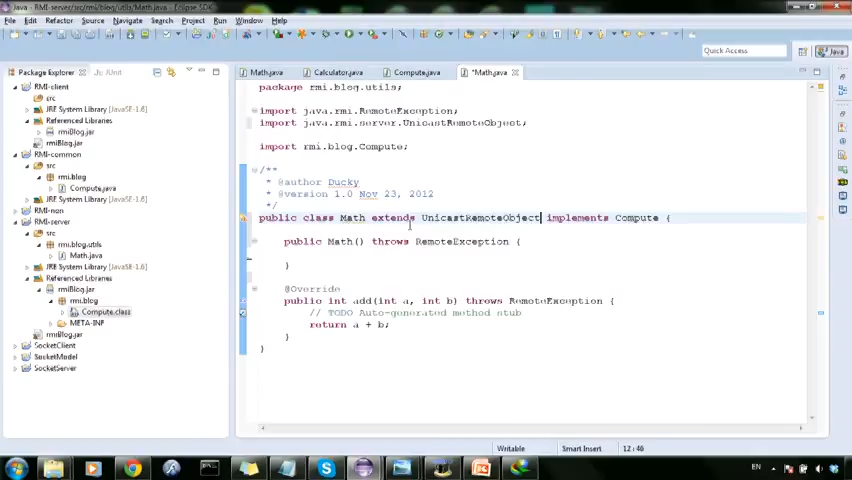 Java - RMI-server/src/rmi/blog/utils/Math.java - Eclipse SDK
File Edit Refactor Source Navigate Search Project Run Window Help
Quick Access
Java
Package Explorer
JUnit
Math.java
Calculator.java
Compute.java
*Math.java
RMI-client
src
JRE System Library [JavaSE-1.6]
Referenced Libraries
rmiBlog.jar
rmiBlog.jar
RMI-common
src
rmi.blog
Compute.java
JRE System Library [JavaSE-1.6]
RMI-non
RMI-server
src
rmi.blog.utils
Math.java
JRE System Library [JavaSE-1.6]
Referenced Libraries
rmiBlog.jar
rmi.blog
Compute.class
META-INF
rmiBlog.jar
SocketClient
SocketModel
SocketServer
package rmi.blog.utils;
import java.rmi.RemoteException;
import java.rmi.server.UnicastRemoteObject;
import rmi.blog.Compute;
/**
* @author Ducky
* @version 1.0 Nov 23, 2012
*/
public class Math extends UnicastRemoteObject implements Compute {
public Math() throws RemoteException {
}
@Override
public int add(int a, int b) throws RemoteException {
// TODO Auto-generated method stub
return a + b;
}
}
Writable
Smart Insert
12:46
EN
7:56 PM